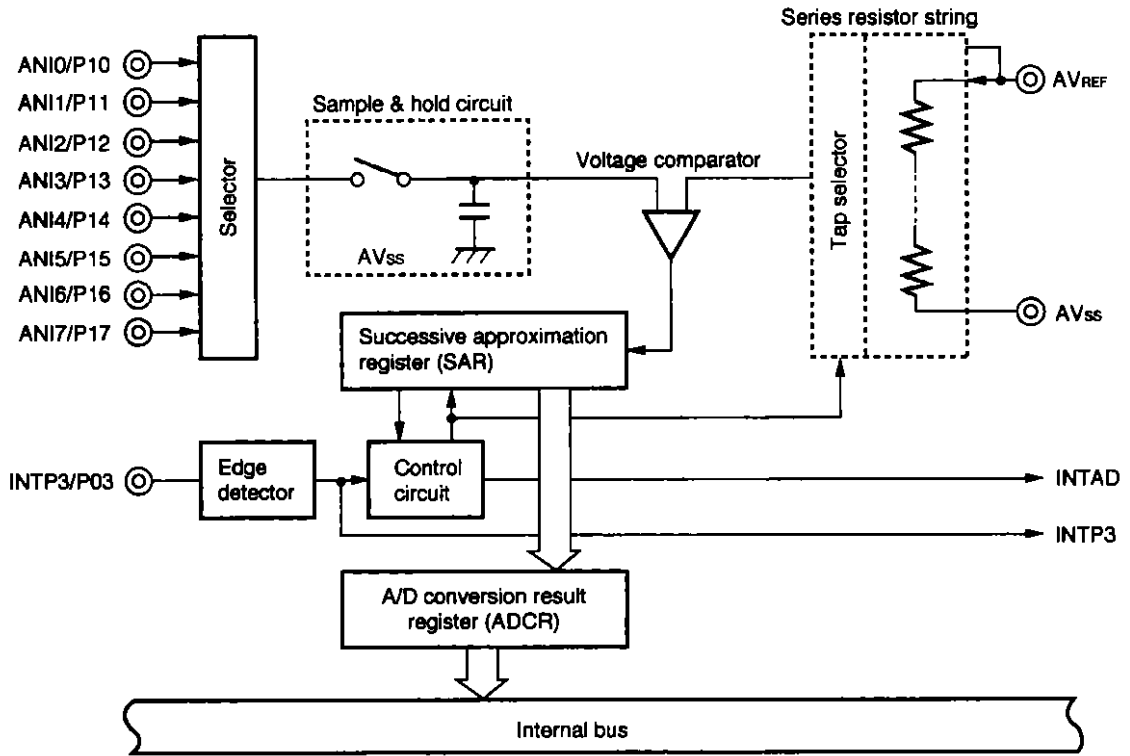 Series resistor string
ANI0/P10
ANI1/P11
ANI2/P12
ANI3/P13
ANI4/P14
ANI5/P15
ANI6/P16
ANI7/P17
Selector
Sample & hold circuit
AVSS
Voltage comparator
Tap selector
AVREF
AVSS
Successive approximation
register (SAR)
INTP3/P03
Edge
detector
Control
circuit
INTAD
INTP3
A/D conversion result
register (ADCR)
Internal bus